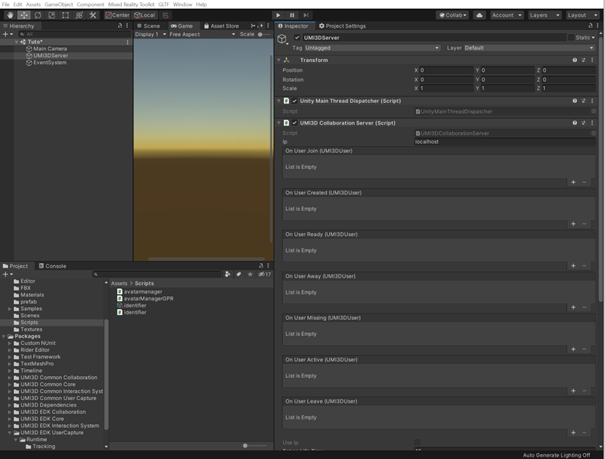 File Edit Assets GameObject Component Mixed Reality Toolkit GLTF Window Help
Center Local
Collab Account Layers Layout
Hierarchy
All
Tuto*
Main Camera
UMI3DServer
EventSystem
Scene Game Asset Store
Display 1 Free Aspect Scale
Inspector Project Settings
UMI3DServer Static
Tag Untagged Layer Default
Transform
Position X 0 Y 0 Z 0
Rotation X 0 Y 0 Z 0
Scale X 1 Y 1 Z 1
Unity Main Thread Dispatcher (Script)
Script UnityMainThreadDispatcher
UMI3D Collaboration Server (Script)
Script UMI3DCollaborationServer
Ip localhost
On User Join (UMI3DUser)
List is Empty
On User Created (UMI3DUser)
List is Empty
On User Ready (UMI3DUser)
List is Empty
On User Away (UMI3DUser)
List is Empty
On User Missing (UMI3DUser)
List is Empty
On User Active (UMI3DUser)
List is Empty
On User Leave (UMI3DUser)
List is Empty
Use Ip
Project Console
17
Editor
FBX
Materials
prefab
Samples
Scenes
Scripts
Textures
Packages
Custom NUnit
Rider Editor
Test Framework
TextMeshPro
Timeline
UMI3D Common Collaboration
UMI3D Common Core
UMI3D Common Interaction Syst
UMI3D Common User Capture
UMI3D Dependencies
UMI3D EDK Collaboration
UMI3D EDK Core
UMI3D EDK Interaction System
UMI3D EDK UserCapture
Runtime
Tracking
Assets > Scripts
avatarmanager
avatarManagerGPR
identifier
Identifier
Auto Generate Lighting Off